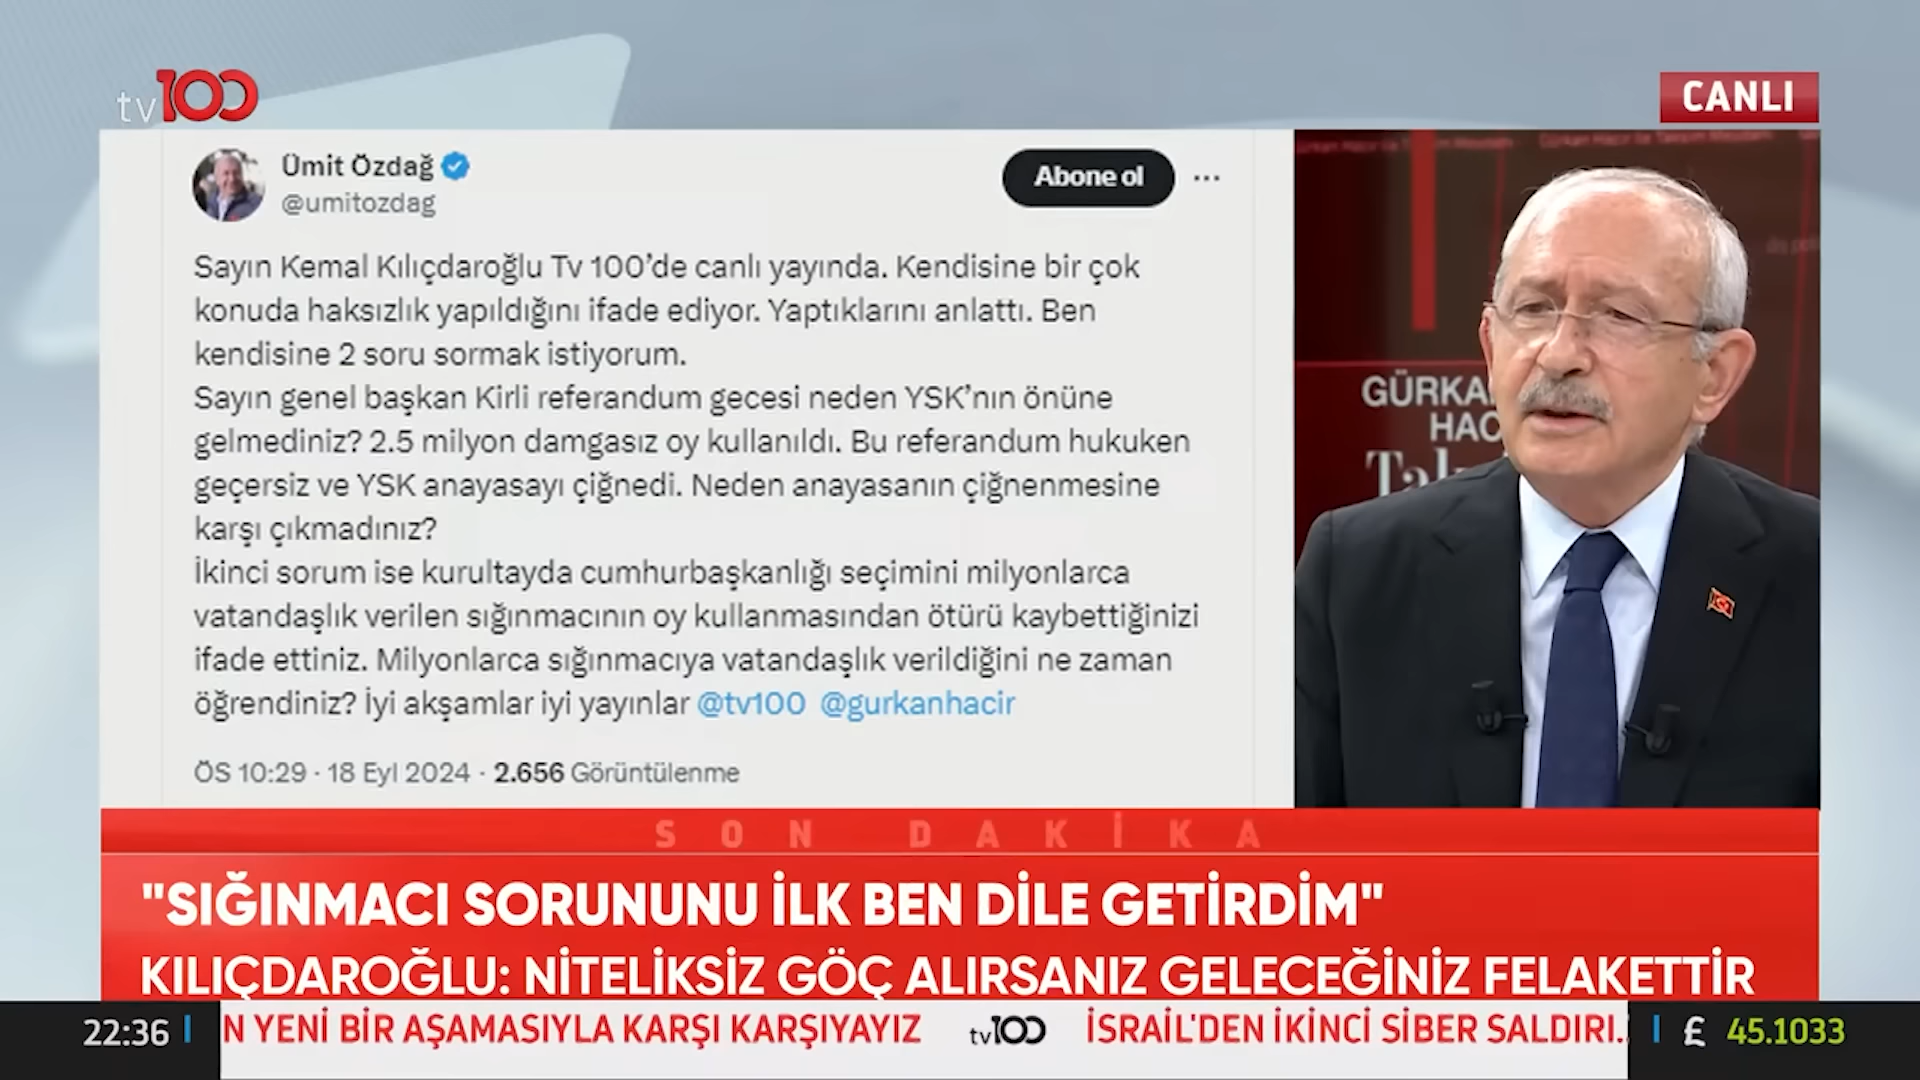 tv100
CANLI
Ümit Özdağ
@umitozdag
Abone ol
Sayın Kemal Kılıçdaroğlu Tv 100’de canlı yayında. Kendisine bir çok
konuda haksızlık yapıldığını ifade ediyor. Yaptıklarını anlattı. Ben
kendisine 2 soru sormak istiyorum.
Sayın genel başkan Kirli referandum gecesi neden YSK’nın önüne
gelmediniz? 2.5 milyon damgasız oy kullanıldı. Bu referandum hukuken
geçersiz ve YSK anayasayı çiğnedi. Neden anayasanın çiğnenmesine
karşı çıkmadınız?
İkinci sorum ise kurultayda cumhurbaşkanlığı seçimini milyonlarca
vatandaşlık verilen sığınmacının oy kullanmasından ötürü kaybettiğinizi
ifade ettiniz. Milyonlarca sığınmacıya vatandaşlık verildiğini ne zaman
öğrendiniz? İyi akşamlar iyi yayınlar @tv100 @gurkanhacir
ÖS 10:29 · 18 Eyl 2024 · 2.656 Görüntülenme
GÜRKA
HAC
SON DAKİKA
"SIĞINMACI SORUNUNU İLK BEN DİLE GETİRDİM"
KILIÇDAROĞLU: NİTELİKSİZ GÖÇ ALIRSANIZ GELECEĞİNİZ FELAKETTİR
22:36 N YENİ BİR AŞAMASIYLA KARŞI KARŞIYAYIZ tv100 İSRAİL'DEN İKİNCİ SİBER SALDIRI.. £ 45.1033